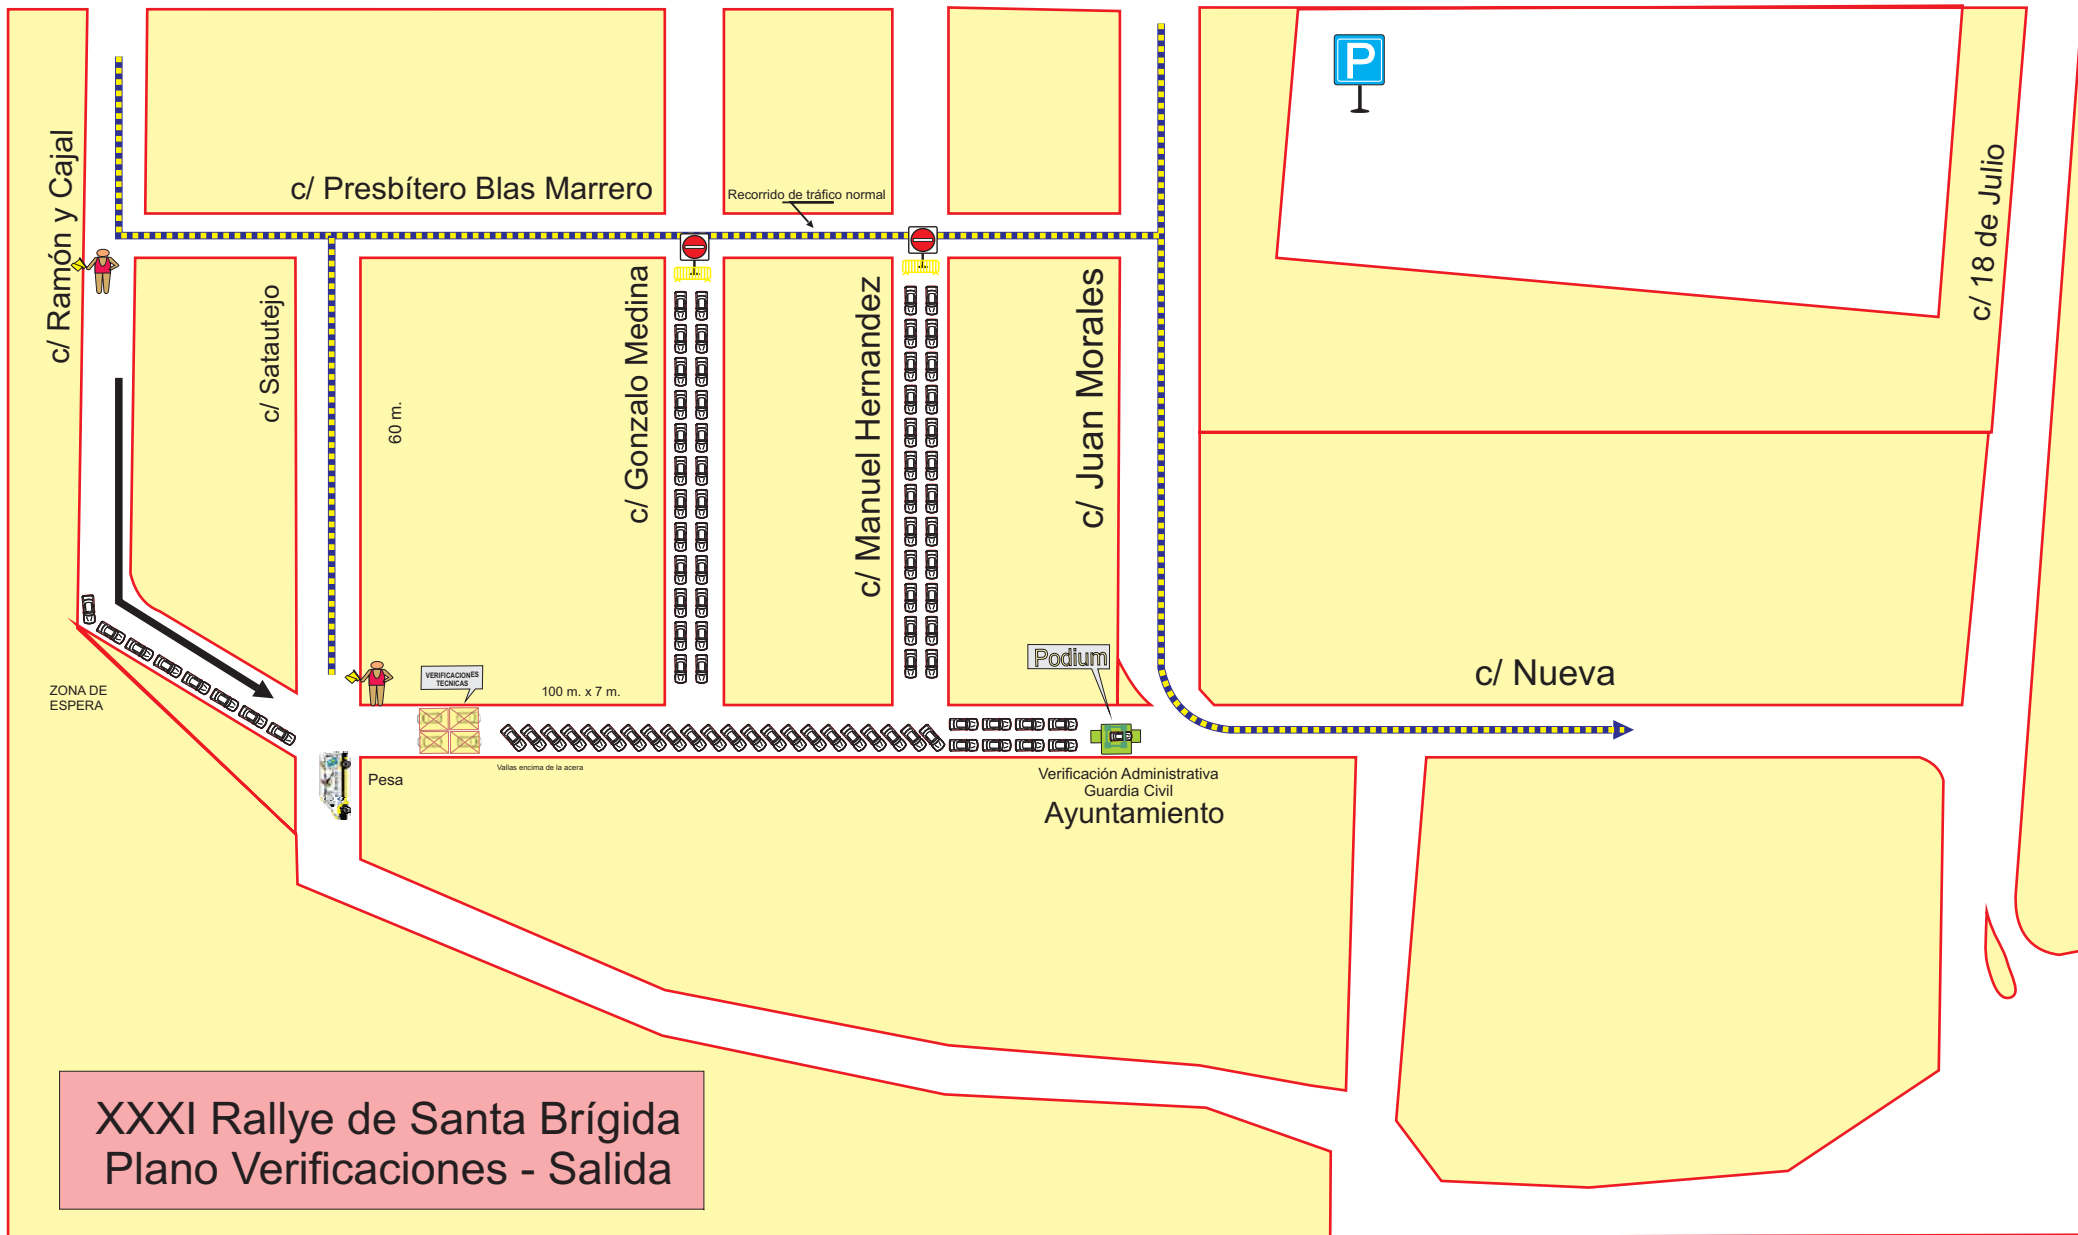 P
c/ Ramón y Cajal
c/ Presbítero Blas Marrero
Recorrido de tráfico normal
c/ 18 de Julio
c/ Satautejo
60 m.
c/ Gonzalo Medina
c/ Manuel Hernandez
c/ Juan Morales
Podium
c/ Nueva
ZONA DE
ESPERA
VERIFICACIONES
TECNICAS
100 m. x 7 m.
Vallas encima de la acera
Pesa
Verificación Administrativa
Guardia Civil
Ayuntamiento
XXXI Rallye de Santa Brígida
Plano Verificaciones - Salida